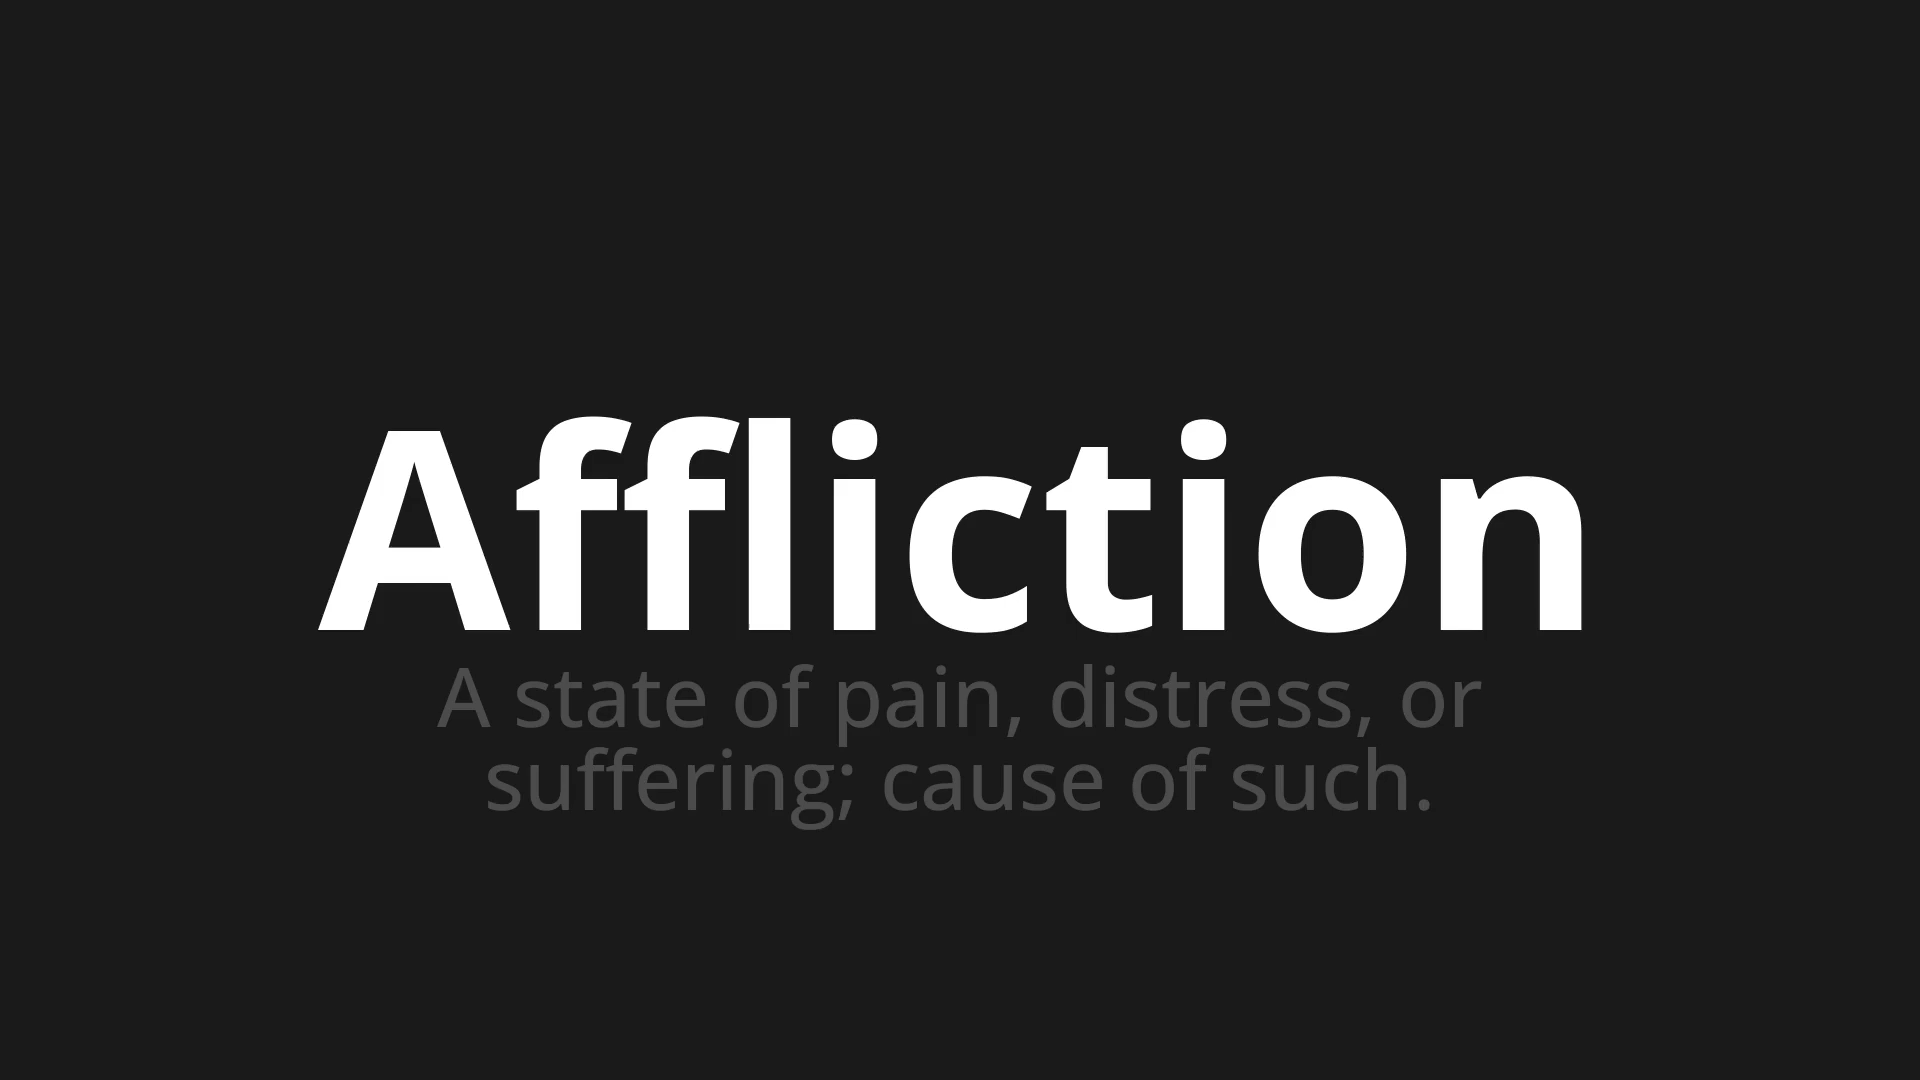 Affliction
A state of pain, distress, or
suffering; cause of such.